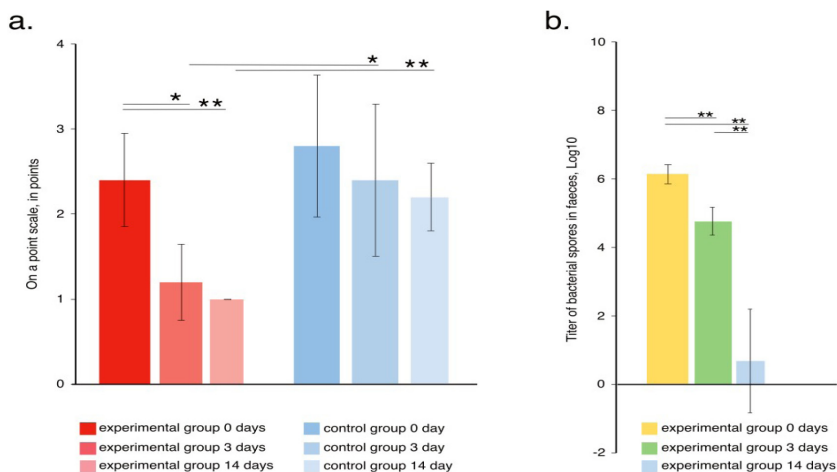 a.
On a point scale, in points
4
3
2
1
0
*
**
*
**
experimental group 0 days
experimental group 3 days
experimental group 14 days
control group 0 day
control group 3 day
control group 14 day
b.
Titer of bacterial spores in faeces, Log10
10
8
6
4
2
0
-2
**
**
**
experimental group 0 days
experimental group 3 days
experimental group 14 days